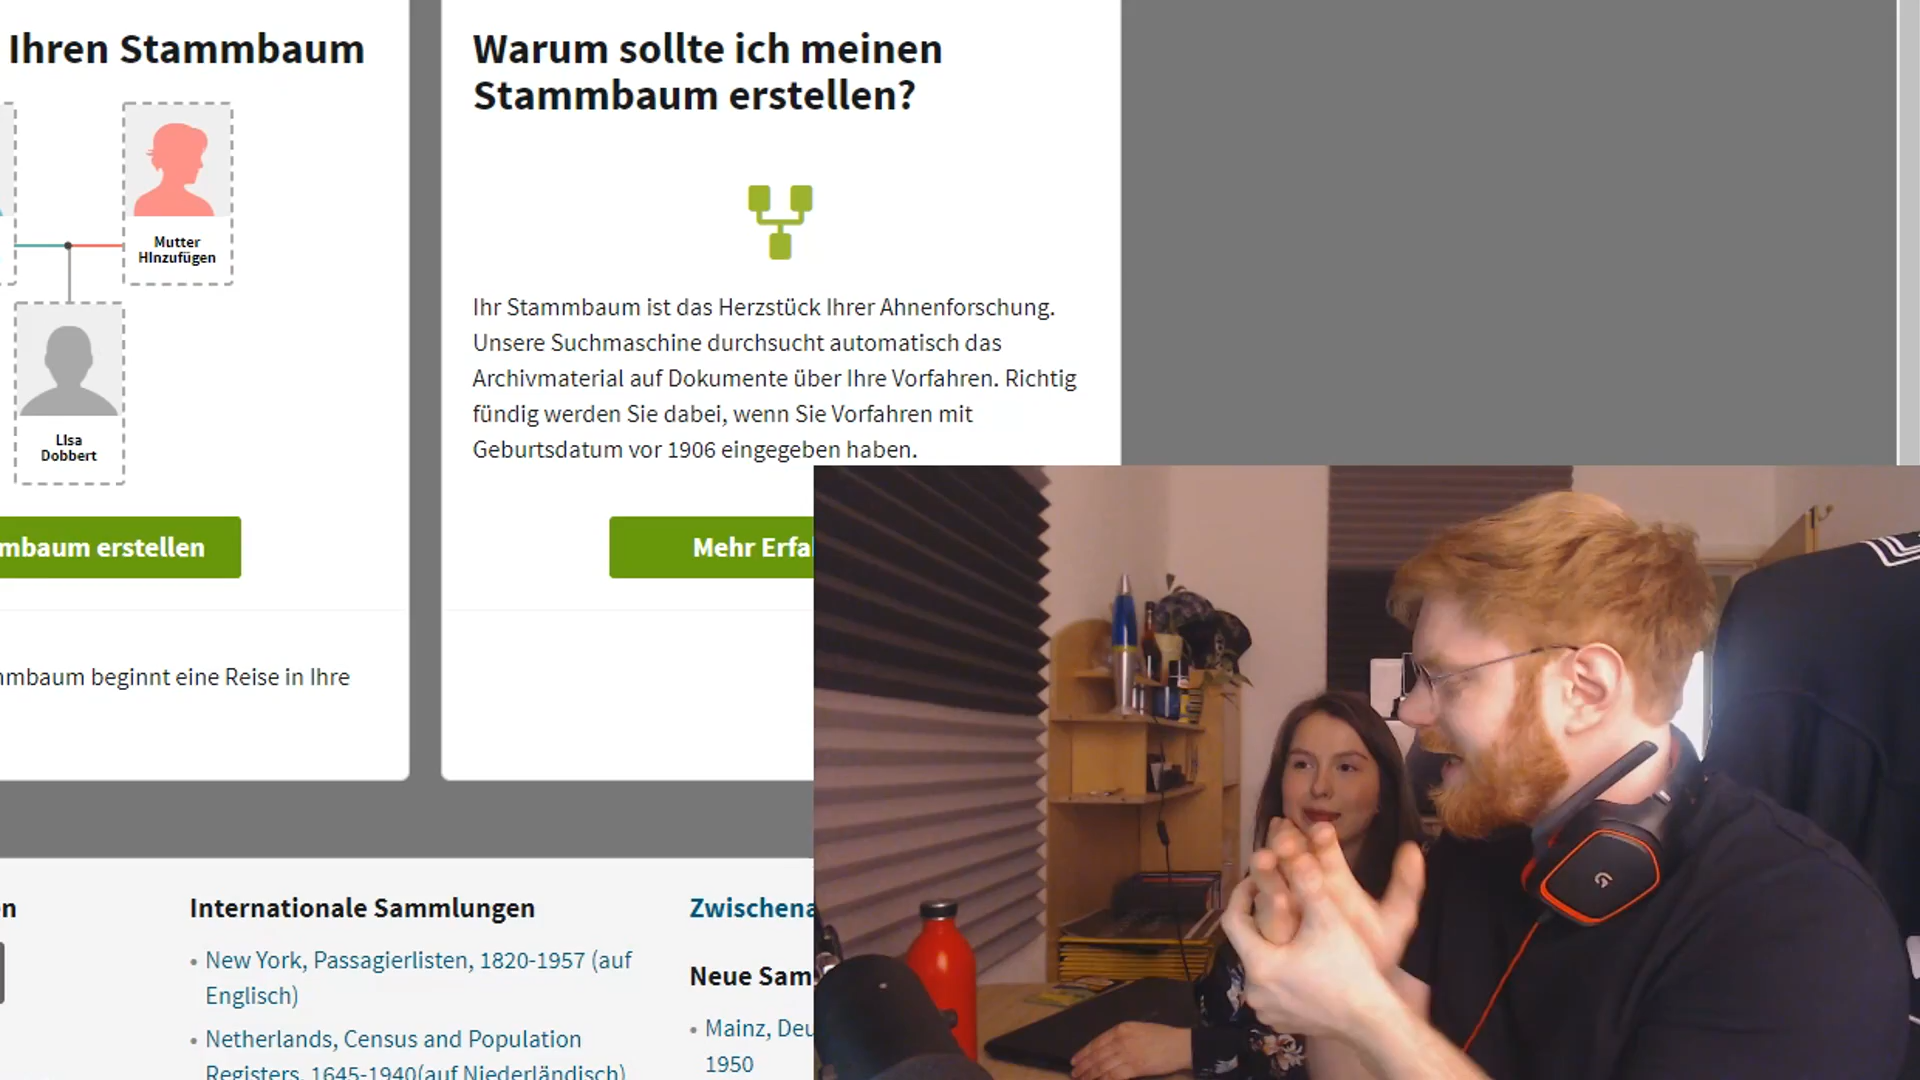 Ihren Stammbaum
Mutter
HInzufügen
LIsa
Dobbert
mbaum erstellen
mmbaum beginnt eine Reise in Ihre
Warum sollte ich meinen
Stammbaum erstellen?
Ihr Stammbaum ist das Herzstück Ihrer Ahnenforschung.
Unsere Suchmaschine durchsucht automatisch das
Archivmaterial auf Dokumente über Ihre Vorfahren. Richtig
fündig werden Sie dabei, wenn Sie Vorfahren mit
Geburtsdatum vor 1906 eingegeben haben.
Mehr Erfa
n
Internationale Sammlungen
• New York, Passagierlisten, 1820-1957 (auf
Englisch)
• Netherlands, Census and Population
Registers, 1645-1940(auf Niederländisch)
Zwischena
Neue Sam
• Mainz, Deu
1950